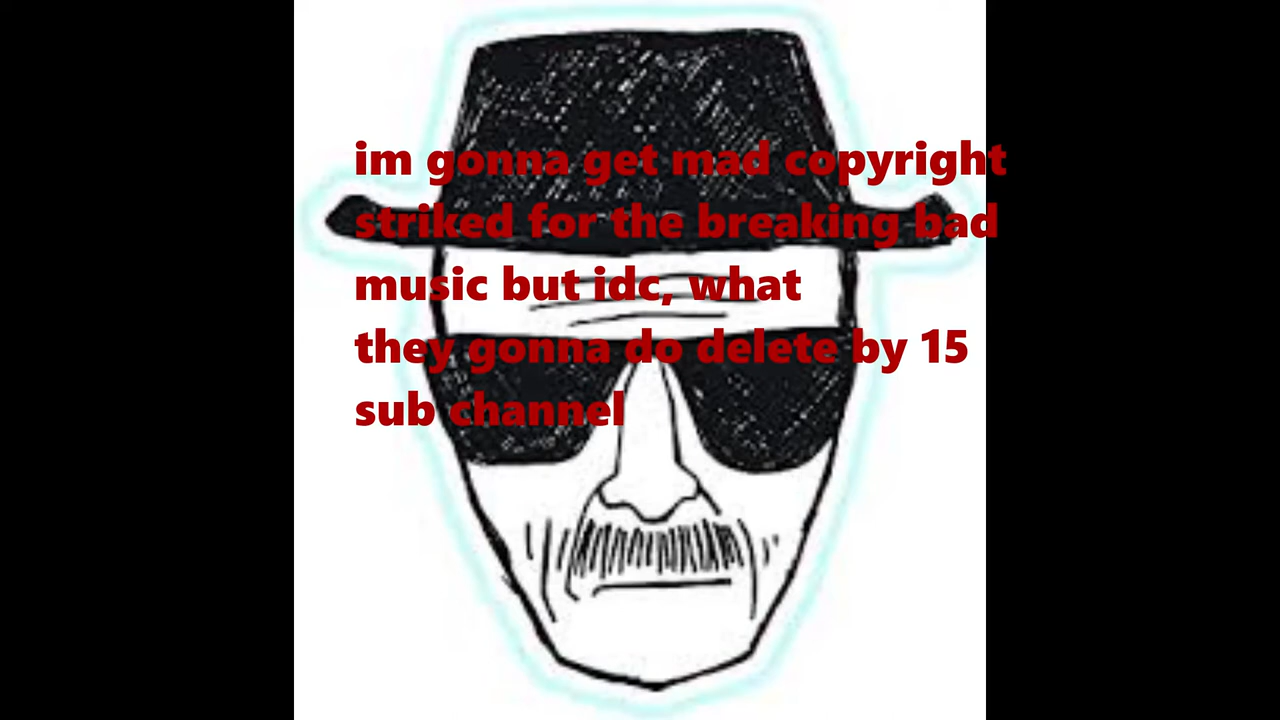 im gonna get mad copyright
striked for the breaking bad
music but idc, what
they gonna do delete by 15
sub channel